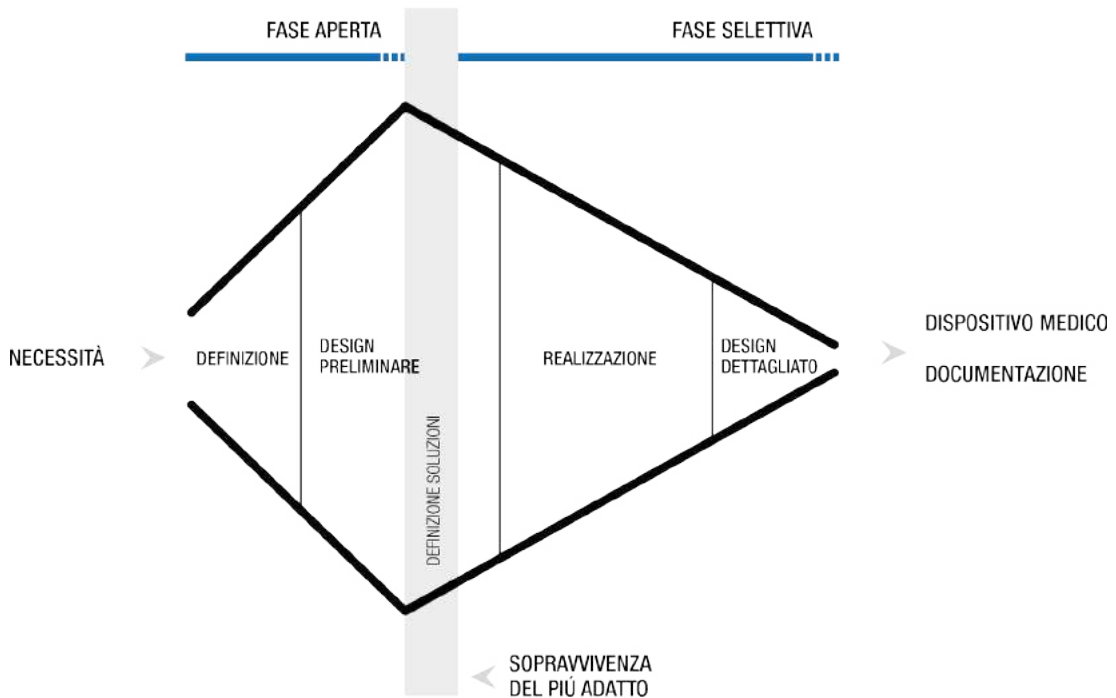 FASE APERTA
FASE SELETTIVA
NECESSITÀ
DEFINIZIONE
DESIGN
PRELIMINARE
DEFINIZIONE SOLUZIONI
REALIZZAZIONE
DESIGN
DETTAGLIATO
DISPOSITIVO MEDICO
DOCUMENTAZIONE
SOPRAVVIVENZA
DEL PIÚ ADATTO